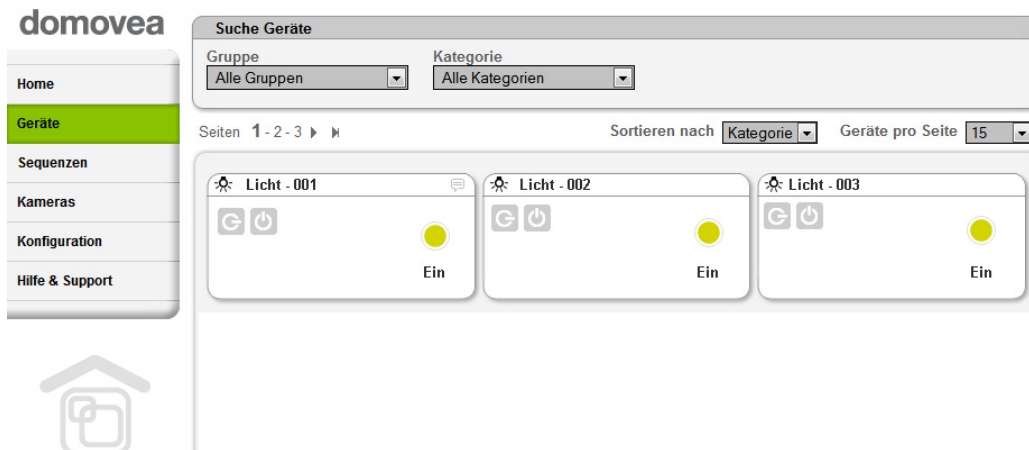 domovea
Home
Geräte
Sequenzen
Kameras
Konfiguration
Hilfe & Support
Suche Geräte
Gruppe Kategorie
Alle Gruppen Alle Kategorien
Seiten 1 - 2 - 3 Sortieren nach Kategorie Geräte pro Seite 15
Licht - 001 Licht - 002 Licht - 003
Ein Ein Ein